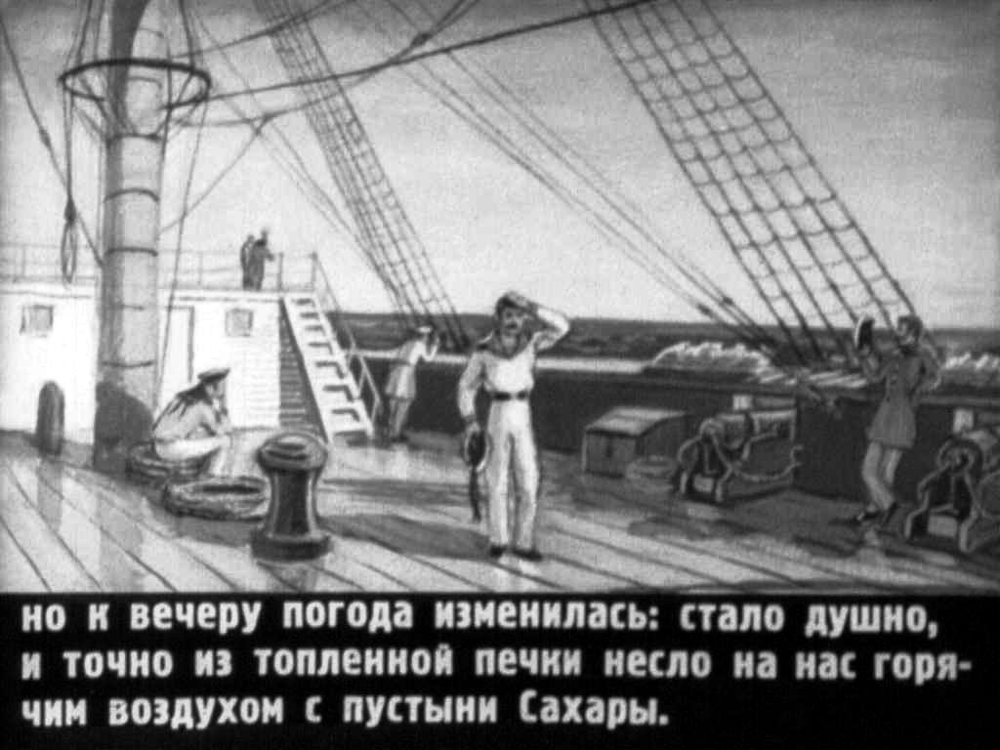 но к вечеру погода изменилась: стало душно,
и точно из топленной печки несло на нас горя-
чим воздухом с пустыни Сахары.